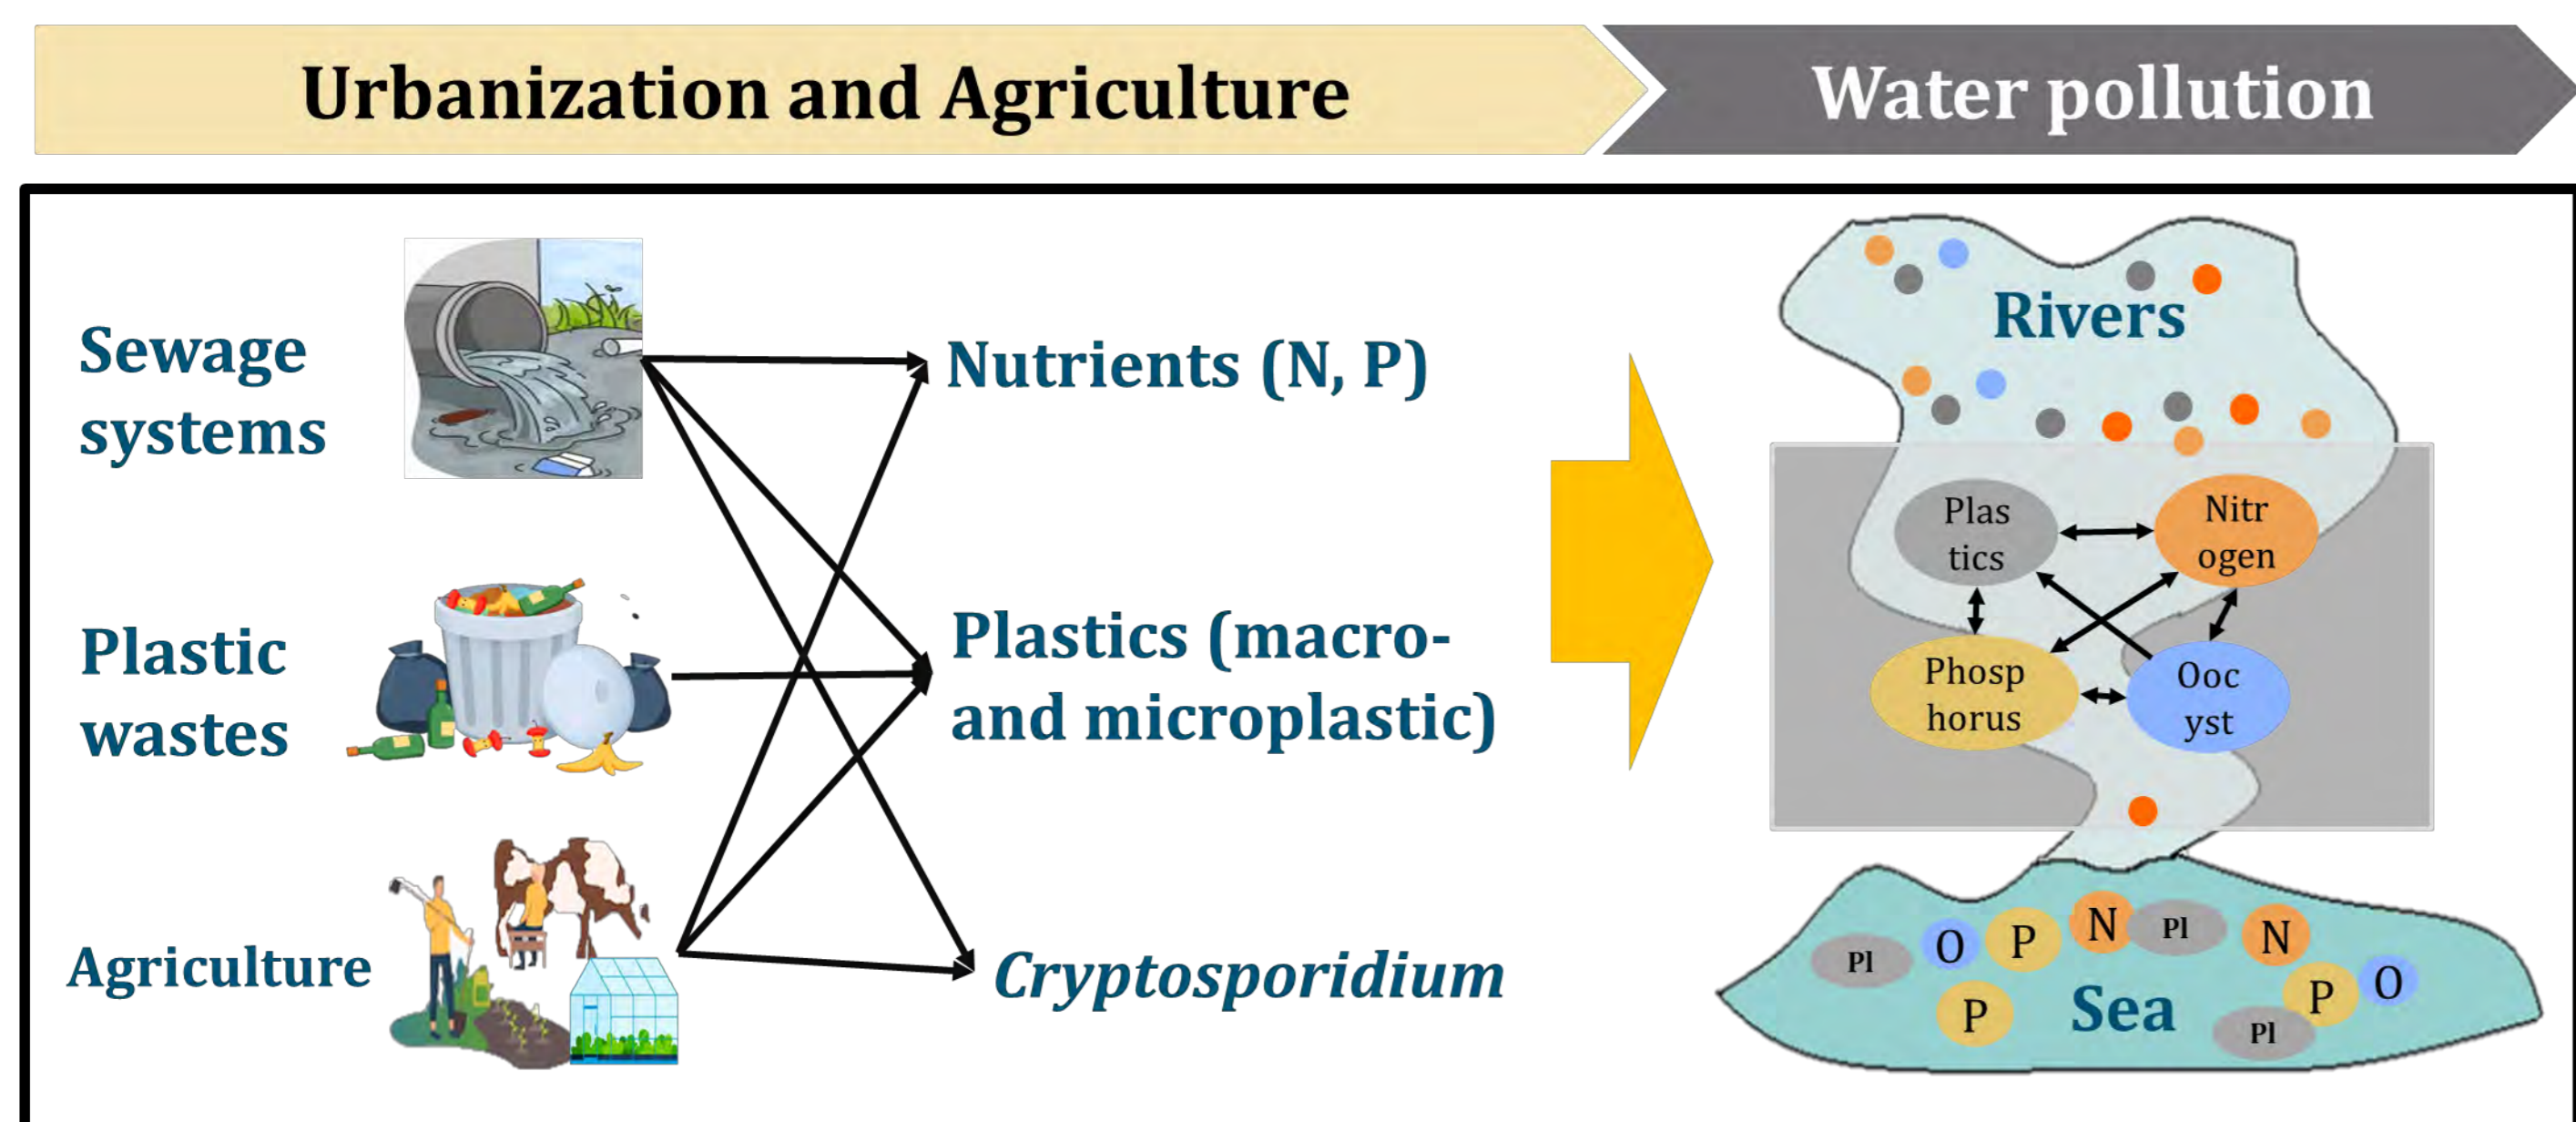 Urbanization and Agriculture
Water pollution
Sewage
systems
Nutrients (N, P)
Plastic
wastes
Plastics (macro-
and microplastic)
Agriculture
Cryptosporidium
Rivers
Plas
tics
Nitr
ogen
Phosp
horus
Ooc
yst
Pl
O
P
N
Pl
N
P
O
P
Sea
Pl